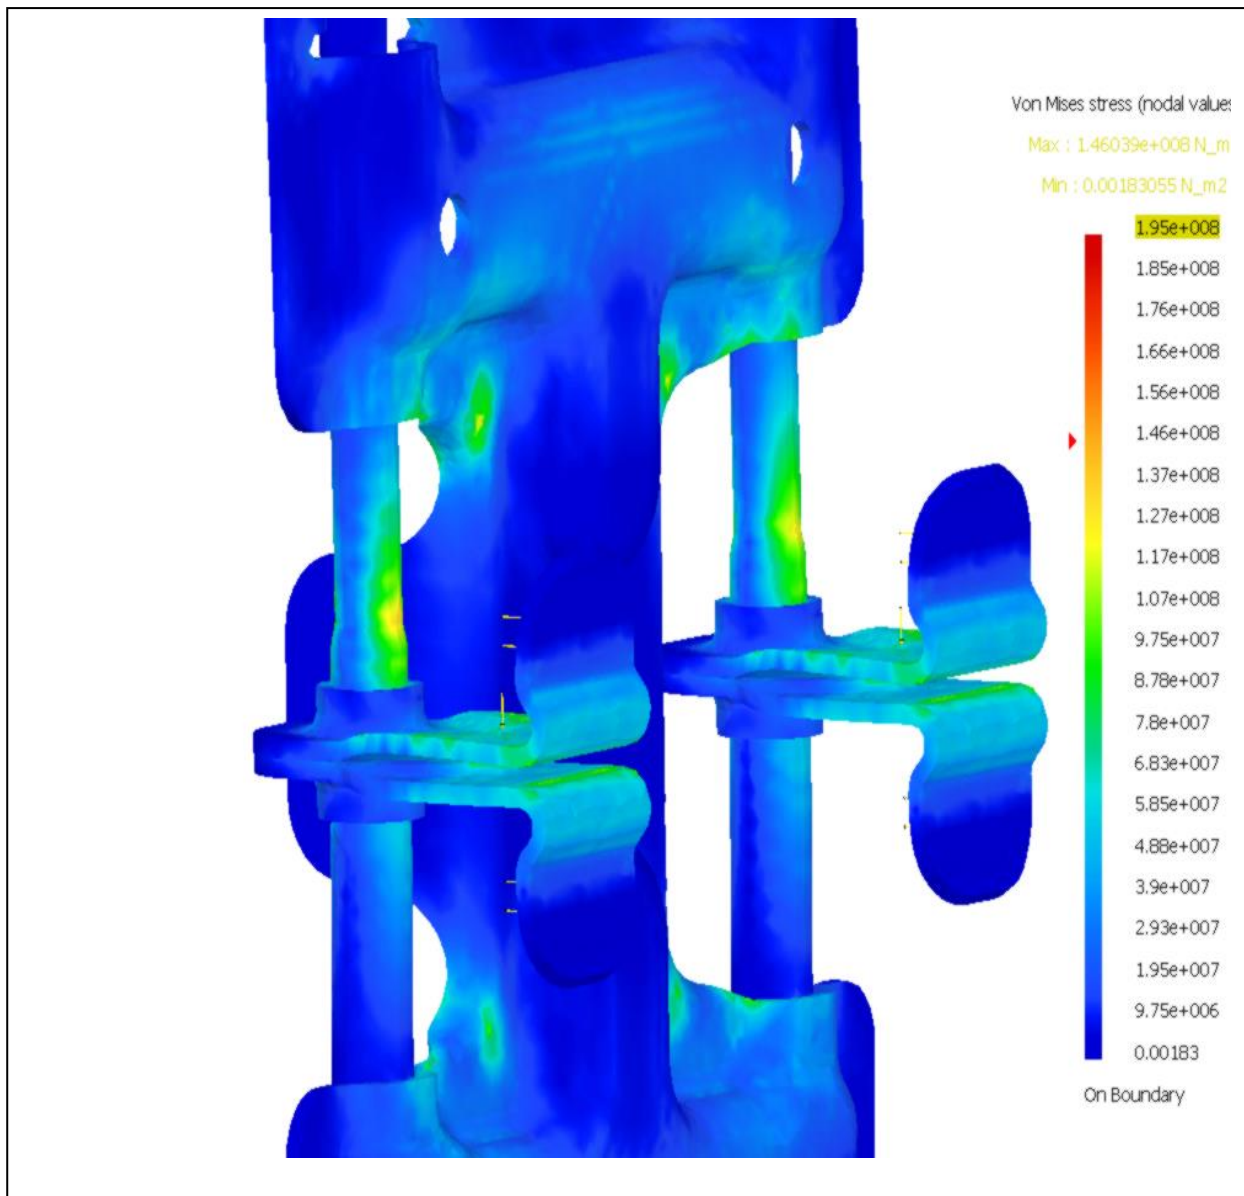 Von Mises stress (nodal values
Max : 1.46039e+008 N_m
Min : 0.00183055 N_m2
1.95e+008
1.85e+008
1.76e+008
1.66e+008
1.56e+008
1.46e+008
1.37e+008
1.27e+008
1.17e+008
1.07e+008
9.75e+007
8.78e+007
7.8e+007
6.83e+007
5.85e+007
4.88e+007
3.9e+007
2.93e+007
1.95e+007
9.75e+006
0.00183
On Boundary